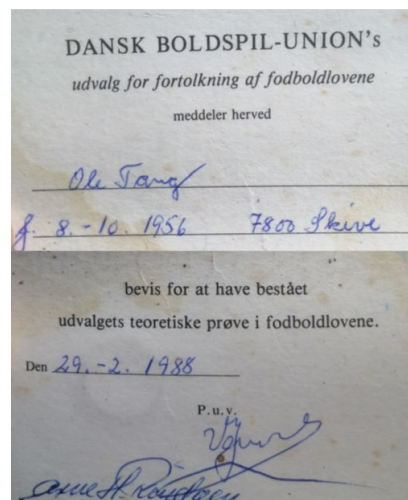 DANSK BOLDSPIL-UNION's
udvalg for fortolkning af fodboldlovene
meddeler herved
Ole Tang
f. 8.-10. 1956 7800 Skive
bevis for at have bestået
udvalgets teoretiske prøve i fodboldlovene.
Den 29.-2. 1988
P.u.v.